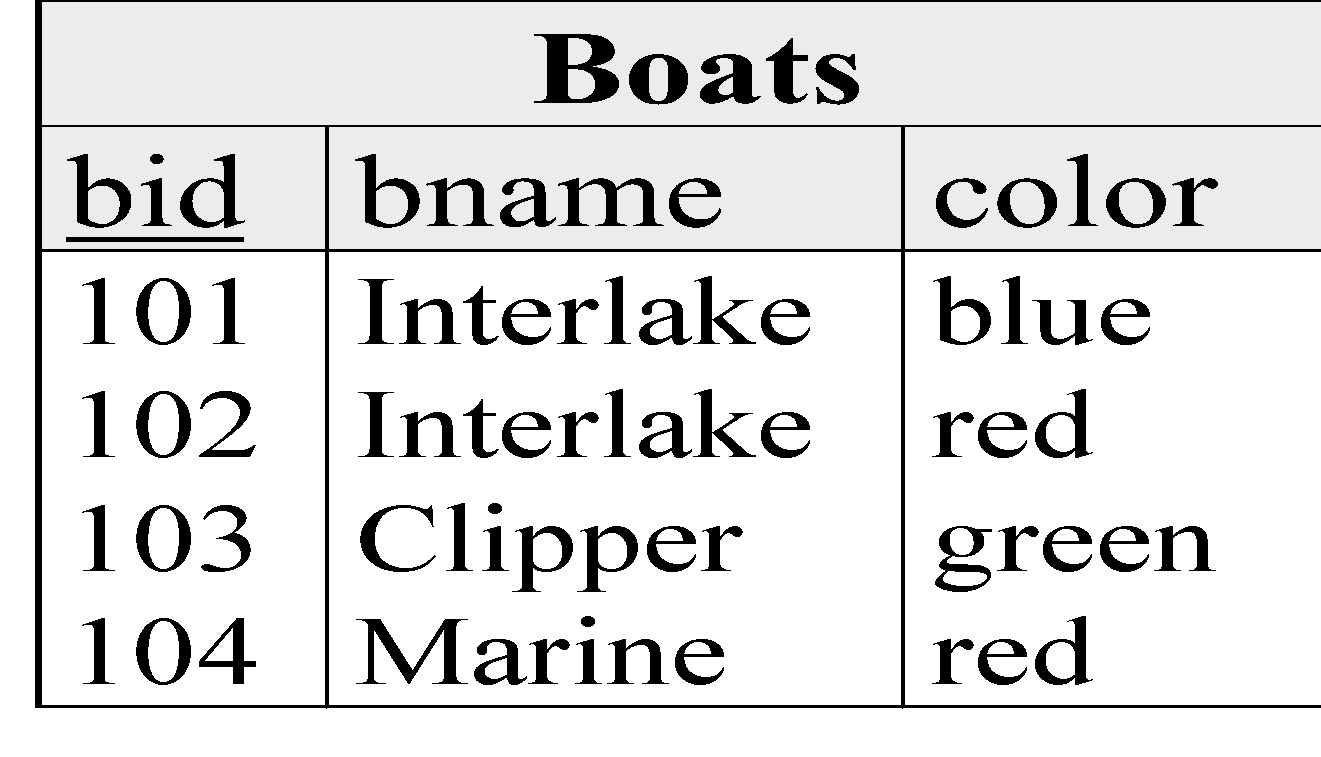 Boats
bid bname color
101 Interlake blue
102 Interlake red
103 Clipper green
104 Marine red